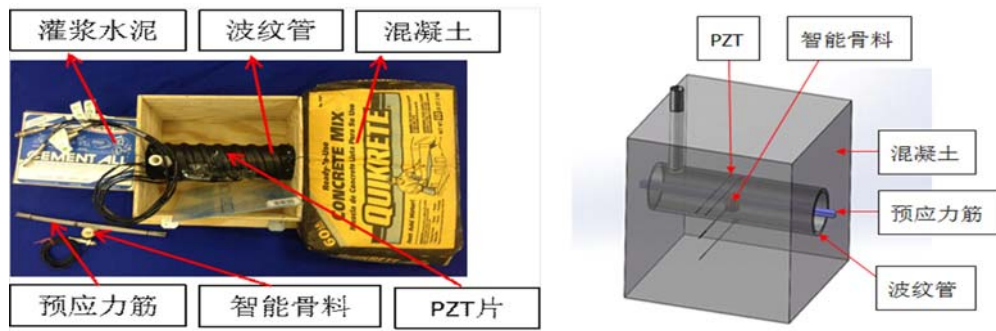 灌浆水泥
波纹管
混凝土
CEMENT ALL
60LB
CONCRETE MIX
QUIKRETE
预应力筋
智能骨料
PZT片
PZT
智能骨料
混凝土
预应力筋
波纹管